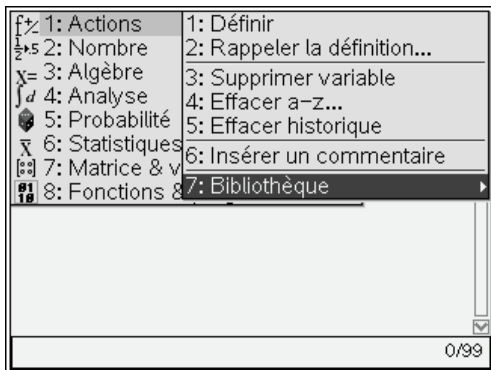 1: Actions
2: Nombre
3: Algèbre
4: Analyse
5: Probabilité
6: Statistiques
7: Matrice & v
8: Fonctions &
1: Définir
2: Rappeler la définition...
3: Supprimer variable
4: Effacer a-z...
5: Effacer historique
6: Insérer un commentaire
7: Bibliothèque
0/99